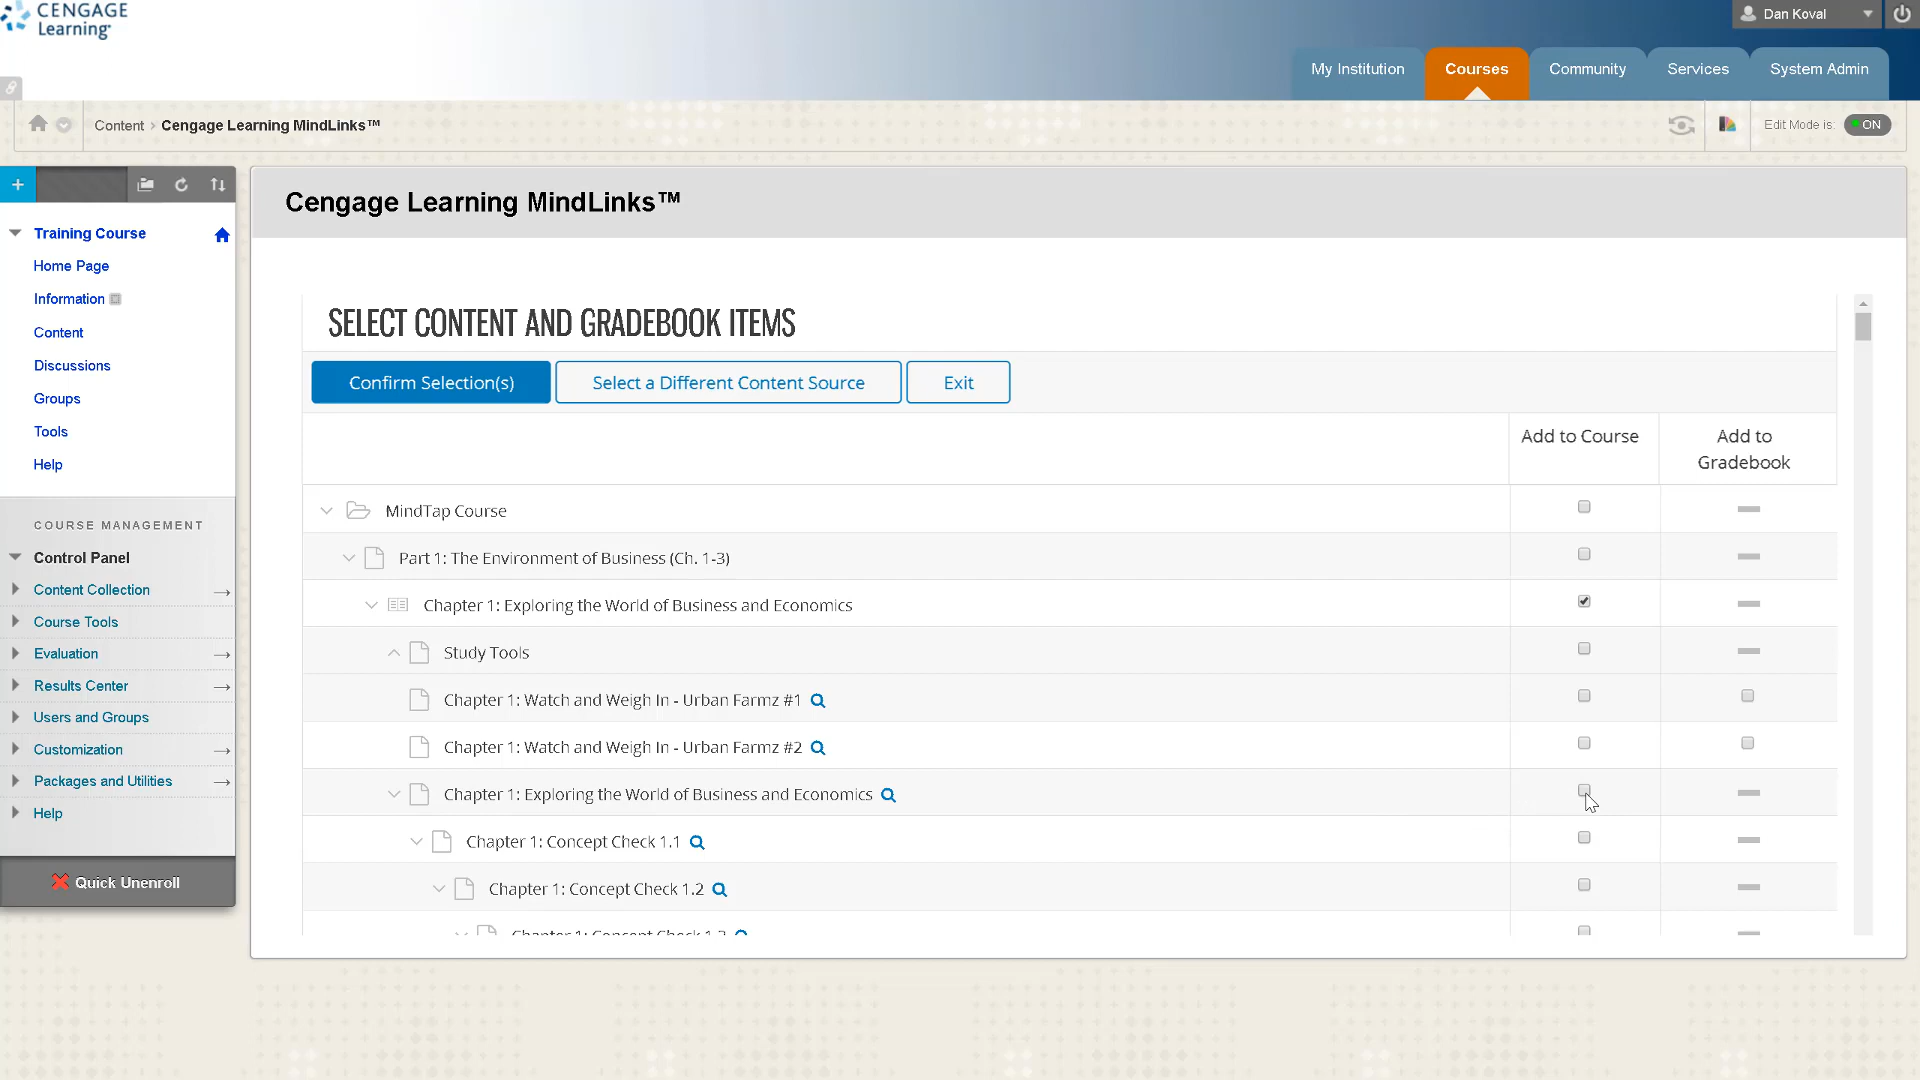 CENGAGE
Learning
Dan Koval
My Institution
Courses
Community
Services
System Admin
Content > Cengage Learning MindLinks™
Edit Mode is:
ON
Cengage Learning MindLinks™
Training Course
Home Page
Information
Content
Discussions
Groups
Tools
Help
COURSE MANAGEMENT
Control Panel
Content Collection
Course Tools
Evaluation
Results Center
Users and Groups
Customization
Packages and Utilities
Help
Quick Unenroll
SELECT CONTENT AND GRADEBOOK ITEMS
Confirm Selection(s)
Select a Different Content Source
Exit
Add to Course
Add to
Gradebook
MindTap Course
Part 1: The Environment of Business (Ch. 1-3)
Chapter 1: Exploring the World of Business and Economics
Study Tools
Chapter 1: Watch and Weigh In - Urban Farmz #1
Chapter 1: Watch and Weigh In - Urban Farmz #2
Chapter 1: Exploring the World of Business and Economics
Chapter 1: Concept Check 1.1
Chapter 1: Concept Check 1.2
Chapter 1: Concept Check 1.3